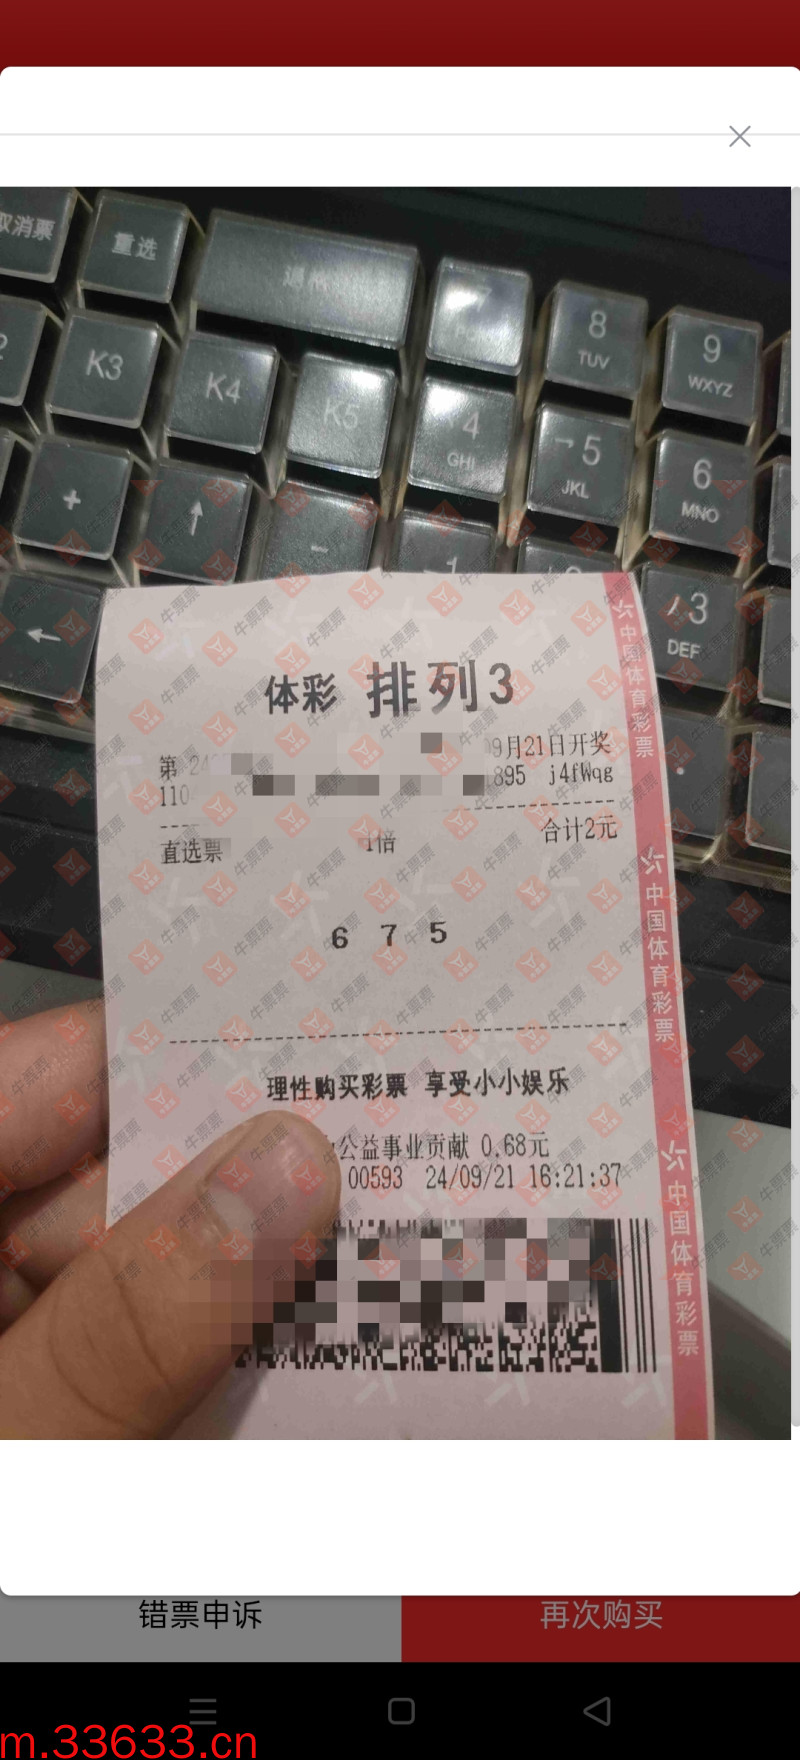 取消票
重选
8
TUV
9
WXYZ
K3
K4
K5
4
GHI
5
JKL
6
MNO
+
↑
-
1
←
3
DEF
体彩 排列3
第 24
09月21日开奖
110
895 j4fWqg
直选票 1倍 合计2元
6 7 5
理性购买彩票 享受小小娱乐
公益事业贡献 0.68元
00593 24/09/21 16:21:37
中国体育彩票
中国体育彩票
中国体育彩票
牛票票
错票申诉
再次购买
m.33633.cn